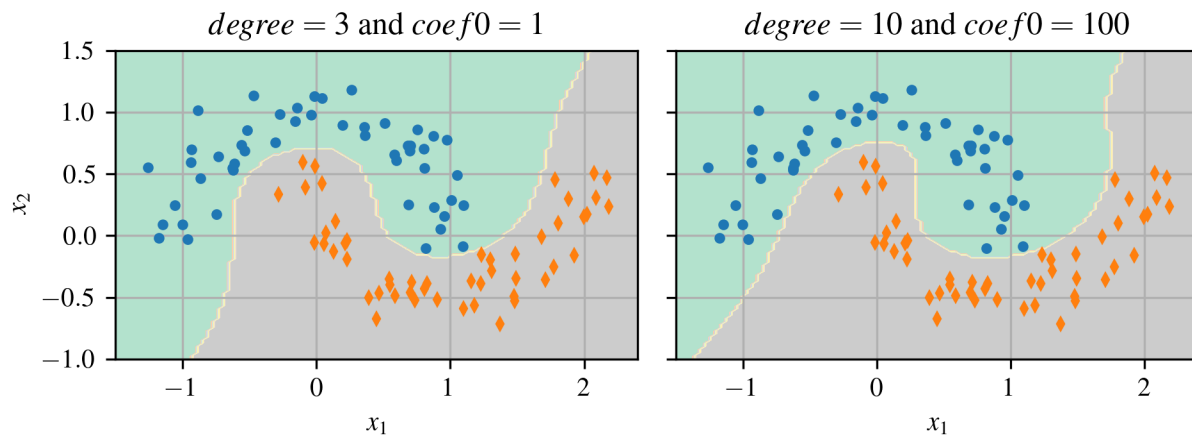 degree = 3 and coef0 = 1
degree = 10 and coef0 = 100
1.5
1.0
0.5
0.0
−0.5
−1.0
x₂
−1 0 1 2
−1 0 1 2
x₁
x₁